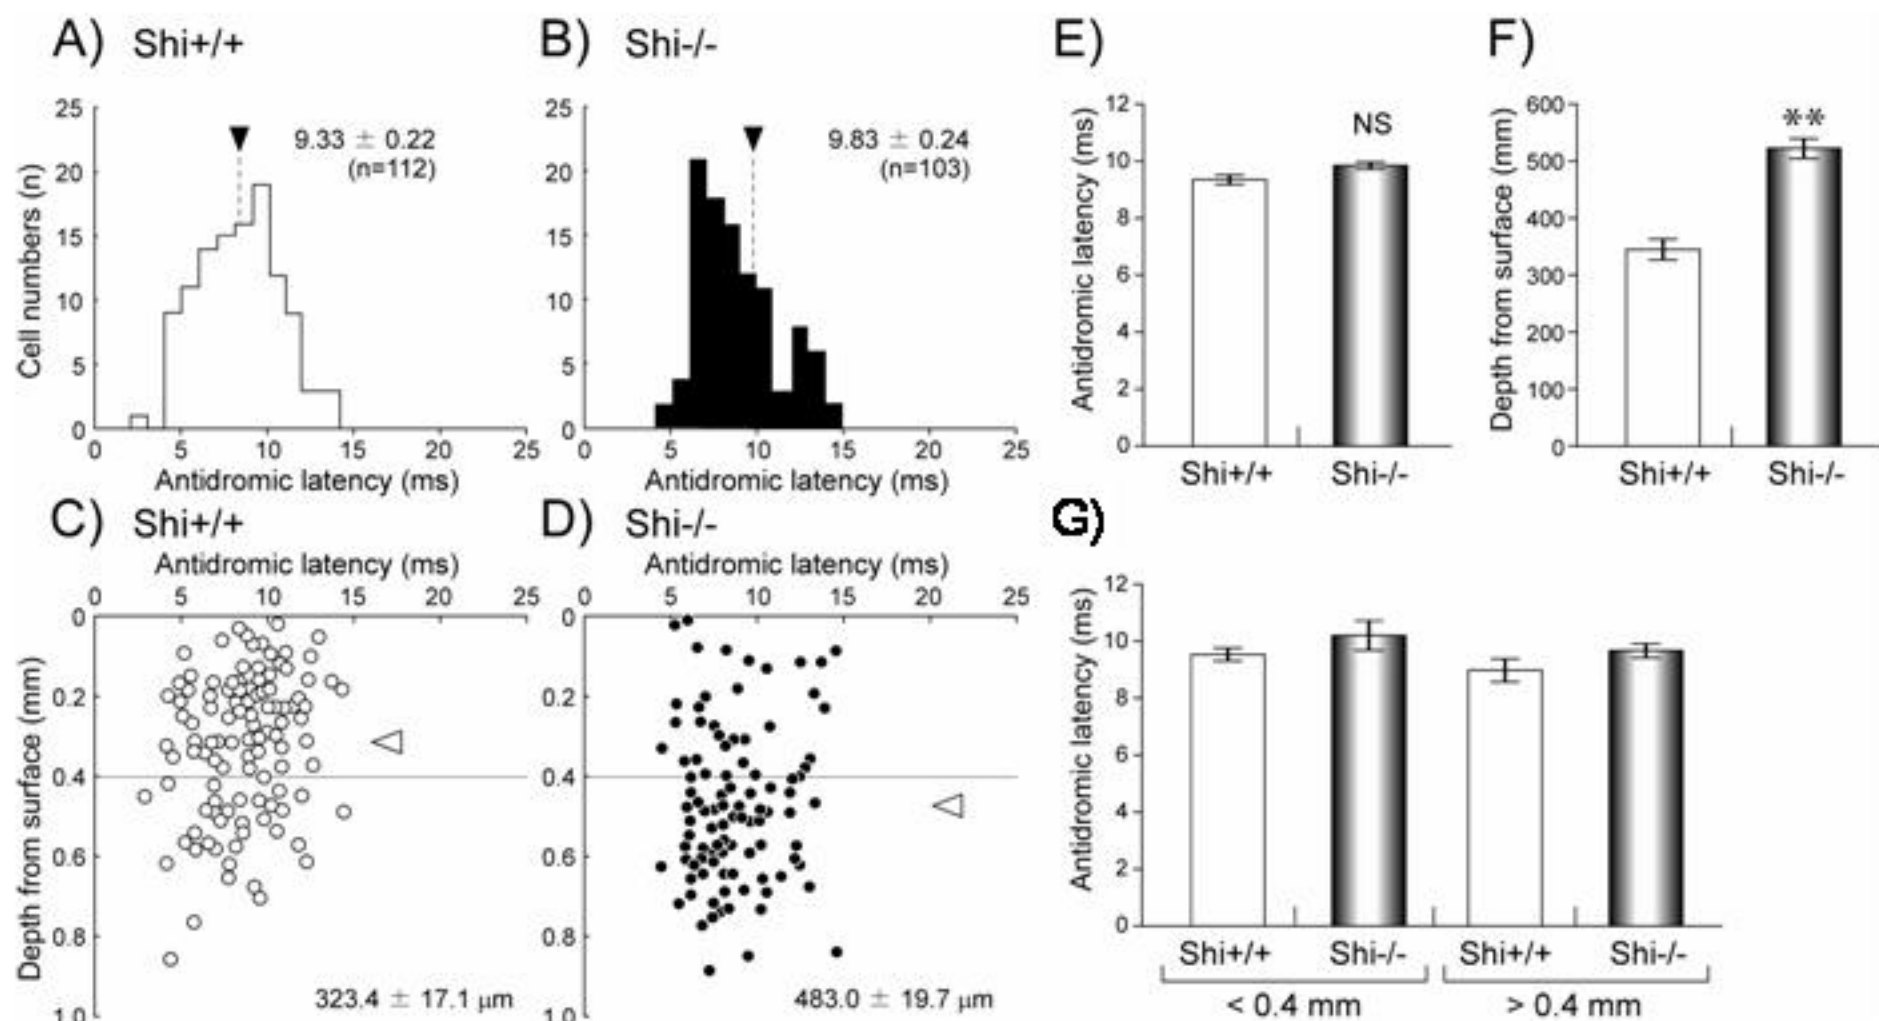 A) Shi+/+
25
20
15
10
5
0
Cell numbers (n)
9.33 ± 0.22
(n=112)
0 5 10 15 20 25
Antidromic latency (ms)
B) Shi-/-
25
20
15
10
5
0
9.83 ± 0.24
(n=103)
0 5 10 15 20 25
Antidromic latency (ms)
E)
12
10
8
6
4
2
0
Antidromic latency (ms)
NS
Shi+/+ Shi-/-
F)
600
500
400
300
200
100
0
Depth from surface (mm)
**
Shi+/+ Shi-/-
C) Shi+/+
Antidromic latency (ms)
0 5 10 15 20 25
0
0.2
0.4
0.6
0.8
1.0
Depth from surface (mm)
323.4 ± 17.1 μm
D) Shi-/-
Antidromic latency (ms)
0 5 10 15 20 25
0
0.2
0.4
0.6
0.8
1.0
483.0 ± 19.7 μm
G)
12
10
8
6
4
2
0
Antidromic latency (ms)
Shi+/+ Shi-/- Shi+/+ Shi-/-
< 0.4 mm > 0.4 mm